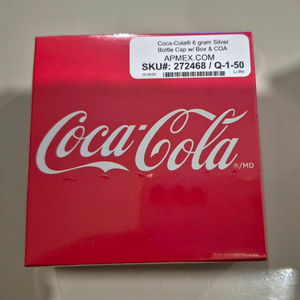 Coca-Cola® 6 gram Silver
Bottle Cap w/ Box & COA
APMEX.COM
SKU#: 272468 / Q-1-50
Coca-Cola
®/MD